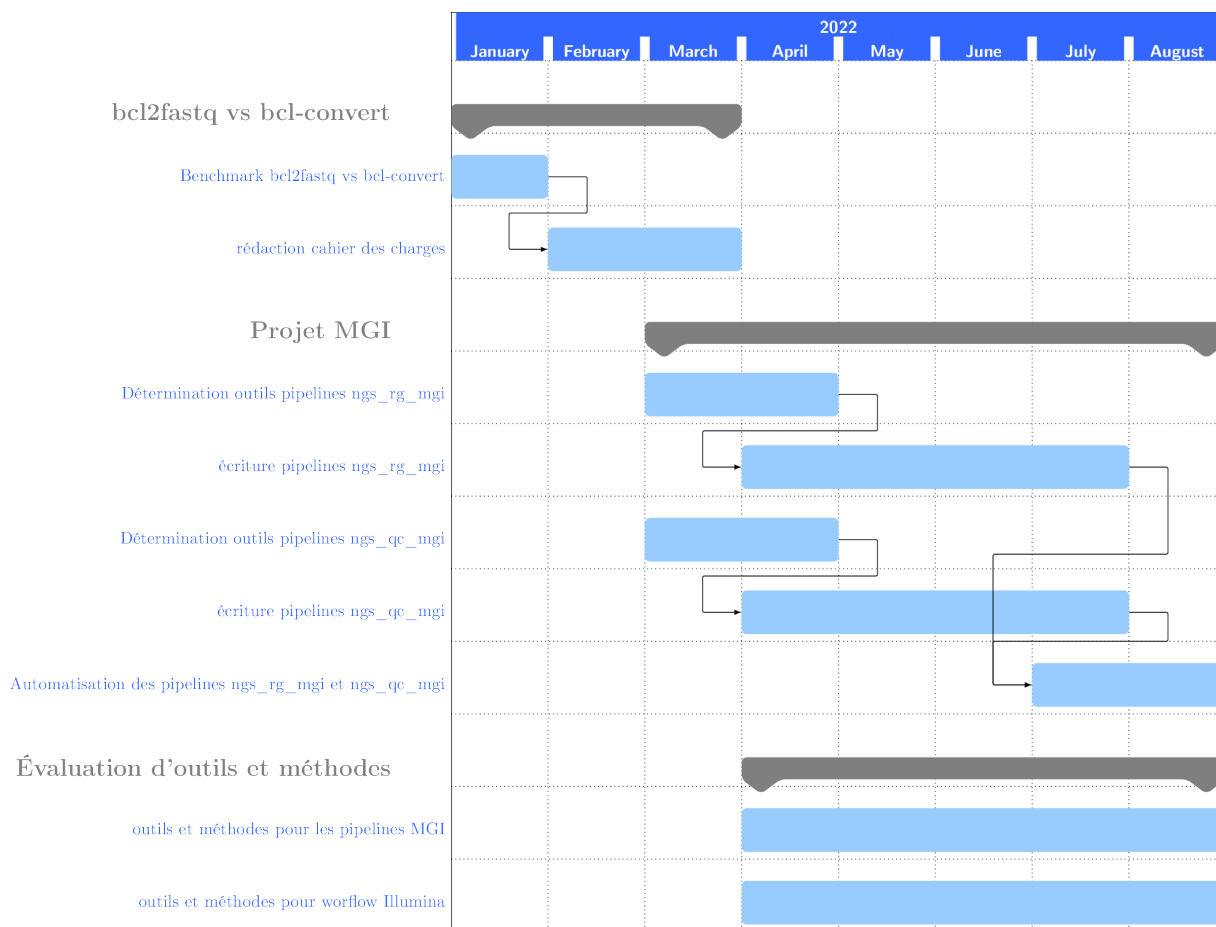 2022
January February March April May June July August
bcl2fastq vs bcl-convert
Benchmark bcl2fastq vs bcl-convert
rédaction cahier des charges
Projet MGI
Détermination outils pipelines ngs_rg_mgi
écriture pipelines ngs_rg_mgi
Détermination outils pipelines ngs_qc_mgi
écriture pipelines ngs_qc_mgi
Automatisation des pipelines ngs_rg_mgi et ngs_qc_mgi
Évaluation d'outils et méthodes
outils et méthodes pour les pipelines MGI
outils et méthodes pour worflow Illumina